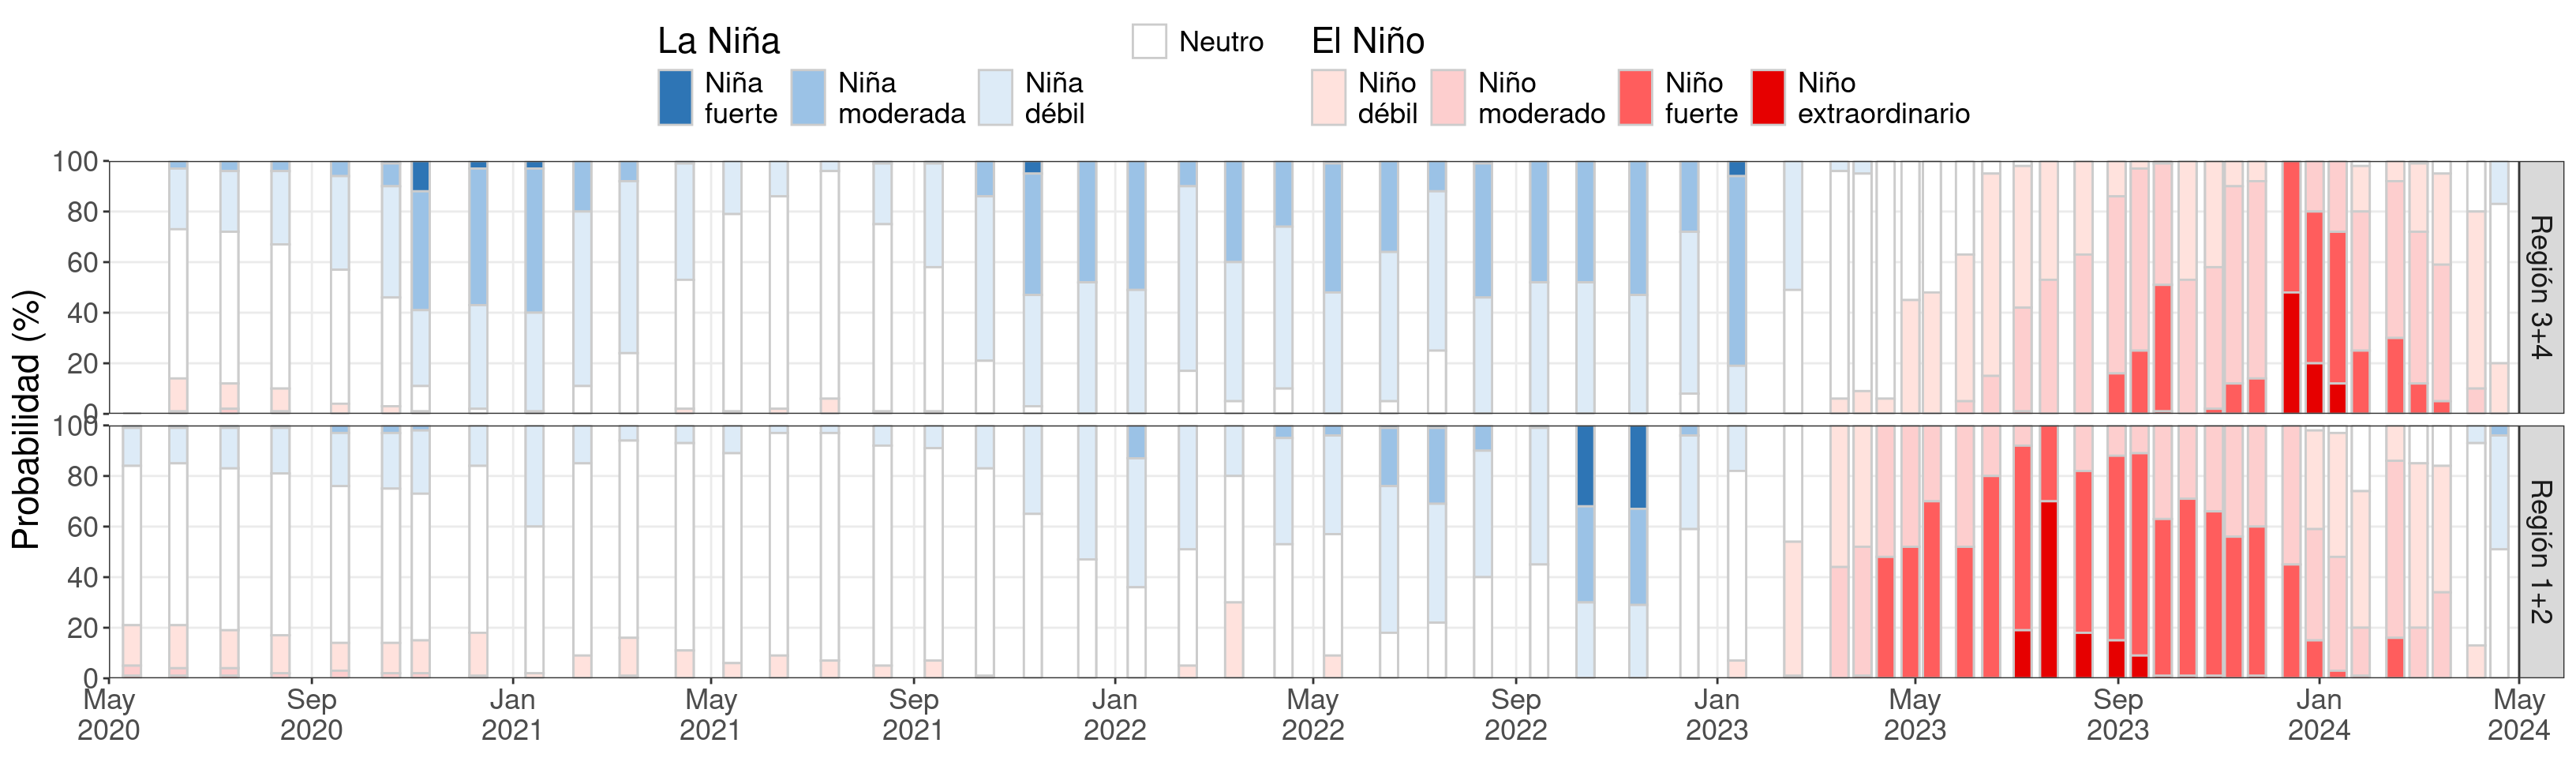 La Niña
Neutro
El Niño
Niña fuerte
Niña moderada
Niña débil
Niño débil
Niño moderado
Niño fuerte
Niño extraordinario
Probabilidad (%)
100
80
60
40
20
0
Región 3+4
100
80
60
40
20
0
Región 1+2
May 2020
Sep 2020
Jan 2021
May 2021
Sep 2021
Jan 2022
May 2022
Sep 2022
Jan 2023
May 2023
Sep 2023
Jan 2024
May 2024